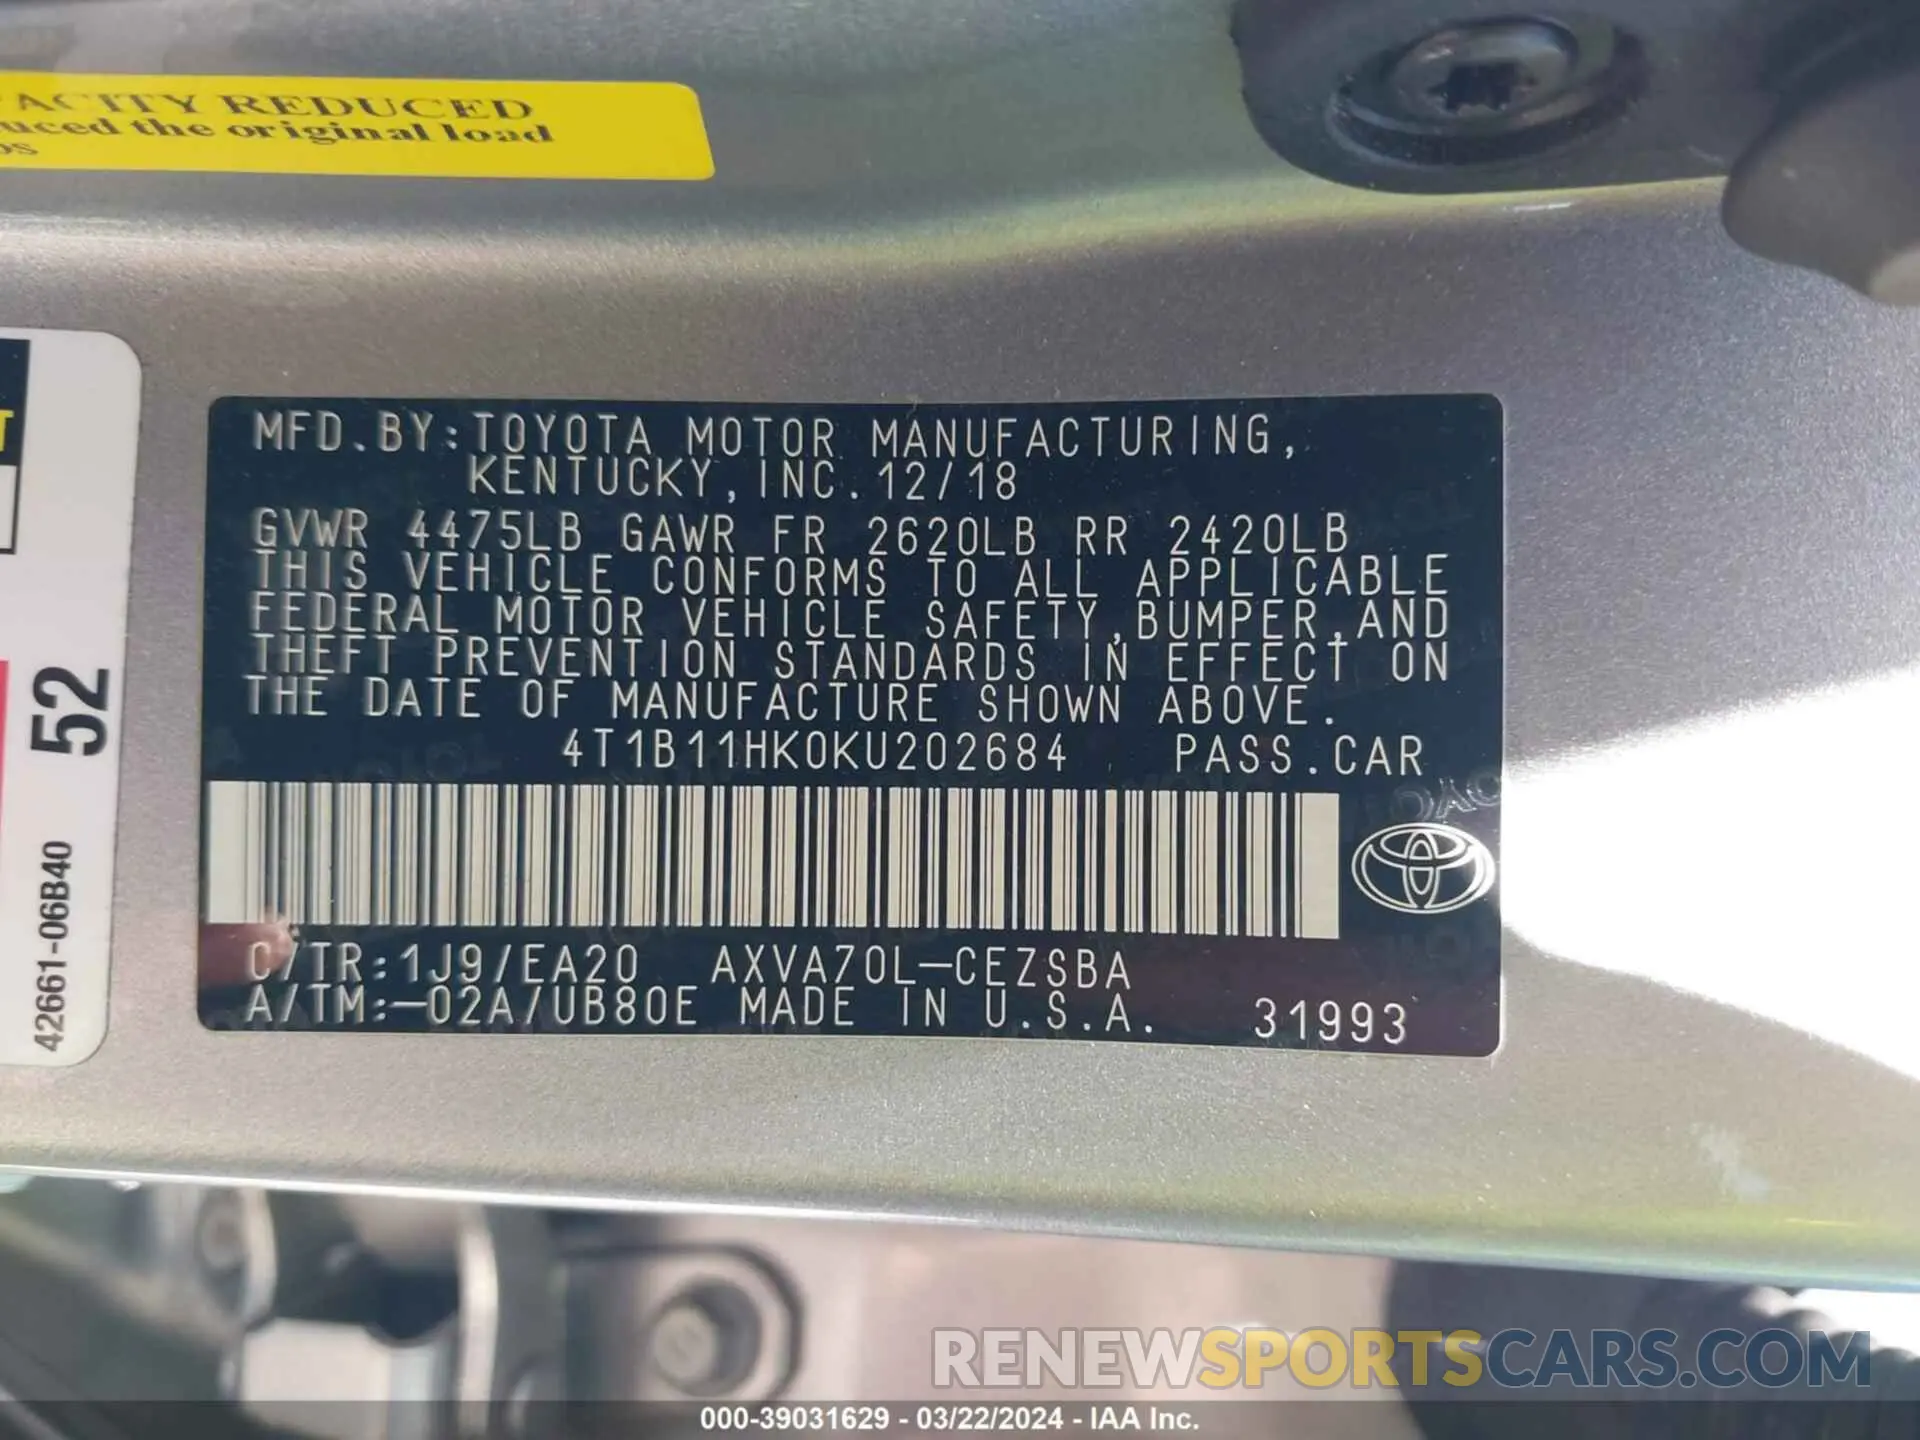 ACITY REDUCED
uced the original load
os
T
52
42661-06B40
MFD.BY:TOYOTA MOTOR MANUFACTURING,
KENTUCKY,INC.12/18
GVWR 4475LB GAWR FR 2620LB RR 2420LB
THIS VEHICLE CONFORMS TO ALL APPLICABLE
FEDERAL MOTOR VEHICLE SAFETY,BUMPER,AND
THEFT PREVENTION STANDARDS IN EFFECT ON
THE DATE OF MANUFACTURE SHOWN ABOVE.
4T1B11HK0KU202684 PASS.CAR
C/TR:1J9/EA20 AXVA70L-CEZSBA
A/TM:-02A/UB80E MADE IN U.S.A. 31993
RENEWSPORTSCARS.COM
000-39031629 - 03/22/2024 - IAA Inc.